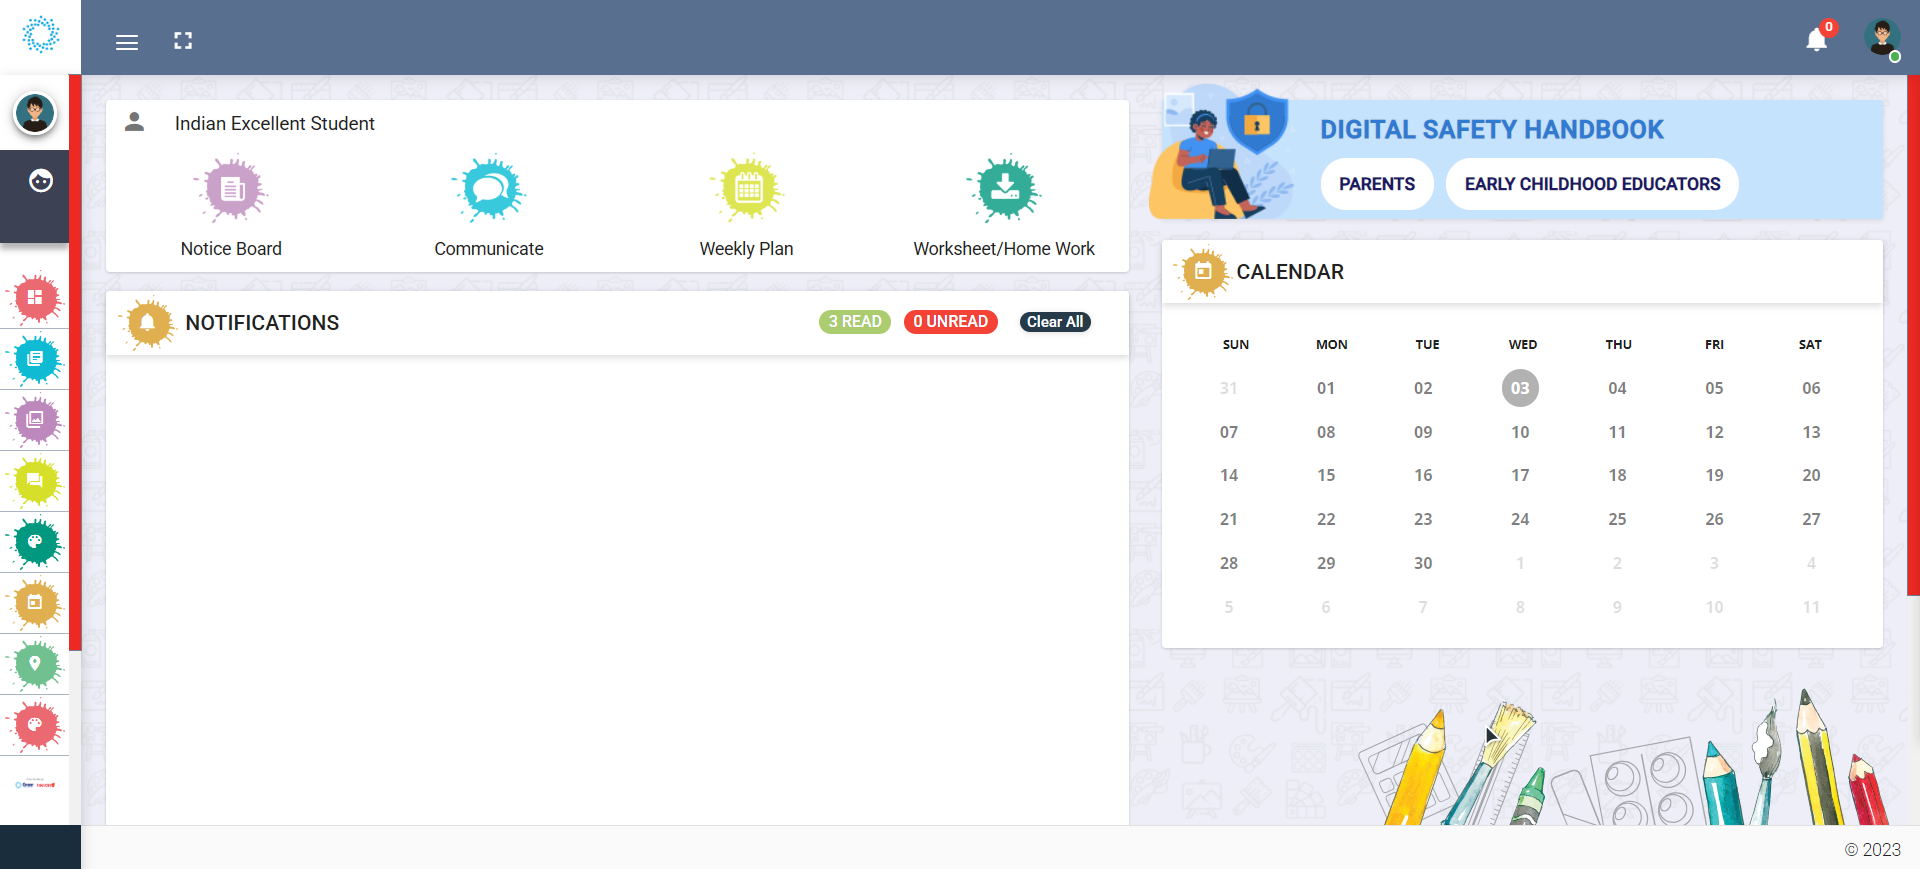 0
Indian Excellent Student
Notice Board
Communicate
Weekly Plan
Worksheet/Home Work
DIGITAL SAFETY HANDBOOK
PARENTS
EARLY CHILDHOOD EDUCATORS
NOTIFICATIONS
3 READ
0 UNREAD
Clear All
CALENDAR
SUN MON TUE WED THU FRI SAT
31 01 02 03 04 05 06
07 08 09 10 11 12 13
14 15 16 17 18 19 20
21 22 23 24 25 26 27
28 29 30 1 2 3 4
5 6 7 8 9 10 11
© 2023